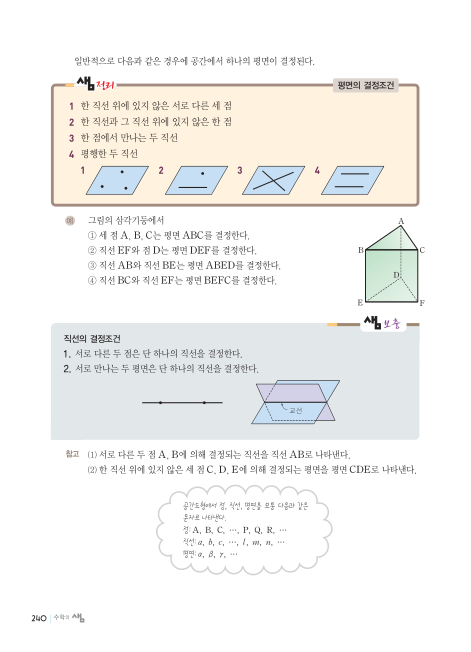 일반적으로 다음과 같은 경우에 공간에서 하나의 평면이 결정된다.
샘 정리
평면의 결정조건
1 한 직선 위에 있지 않은 서로 다른 세 점
2 한 직선과 그 직선 위에 있지 않은 한 점
3 한 점에서 만나는 두 직선
4 평행한 두 직선
1 2 3 4
예 그림의 삼각기둥에서
① 세 점 A, B, C는 평면 ABC를 결정한다.
② 직선 EF와 점 D는 평면 DEF를 결정한다.
③ 직선 AB와 직선 BE는 평면 ABED를 결정한다.
④ 직선 BC와 직선 EF는 평면 BEFC를 결정한다.
A
B C
D
E F
샘 보충
직선의 결정조건
1. 서로 다른 두 점은 단 하나의 직선을 결정한다.
2. 서로 만나는 두 평면은 단 하나의 직선을 결정한다.
교선
참고 (1) 서로 다른 두 점 A, B에 의해 결정되는 직선을 직선 AB로 나타낸다.
(2) 한 직선 위에 있지 않은 세 점 C, D, E에 의해 결정되는 평면을 평면 CDE로 나타낸다.
공간도형에서 점, 직선, 평면을 보통 다음과 같은
문자로 나타낸다.
점: A, B, C, …, P, Q, R, …
직선: a, b, c, …, l, m, n, …
평면: α, β, γ, …
240 수학의 샘